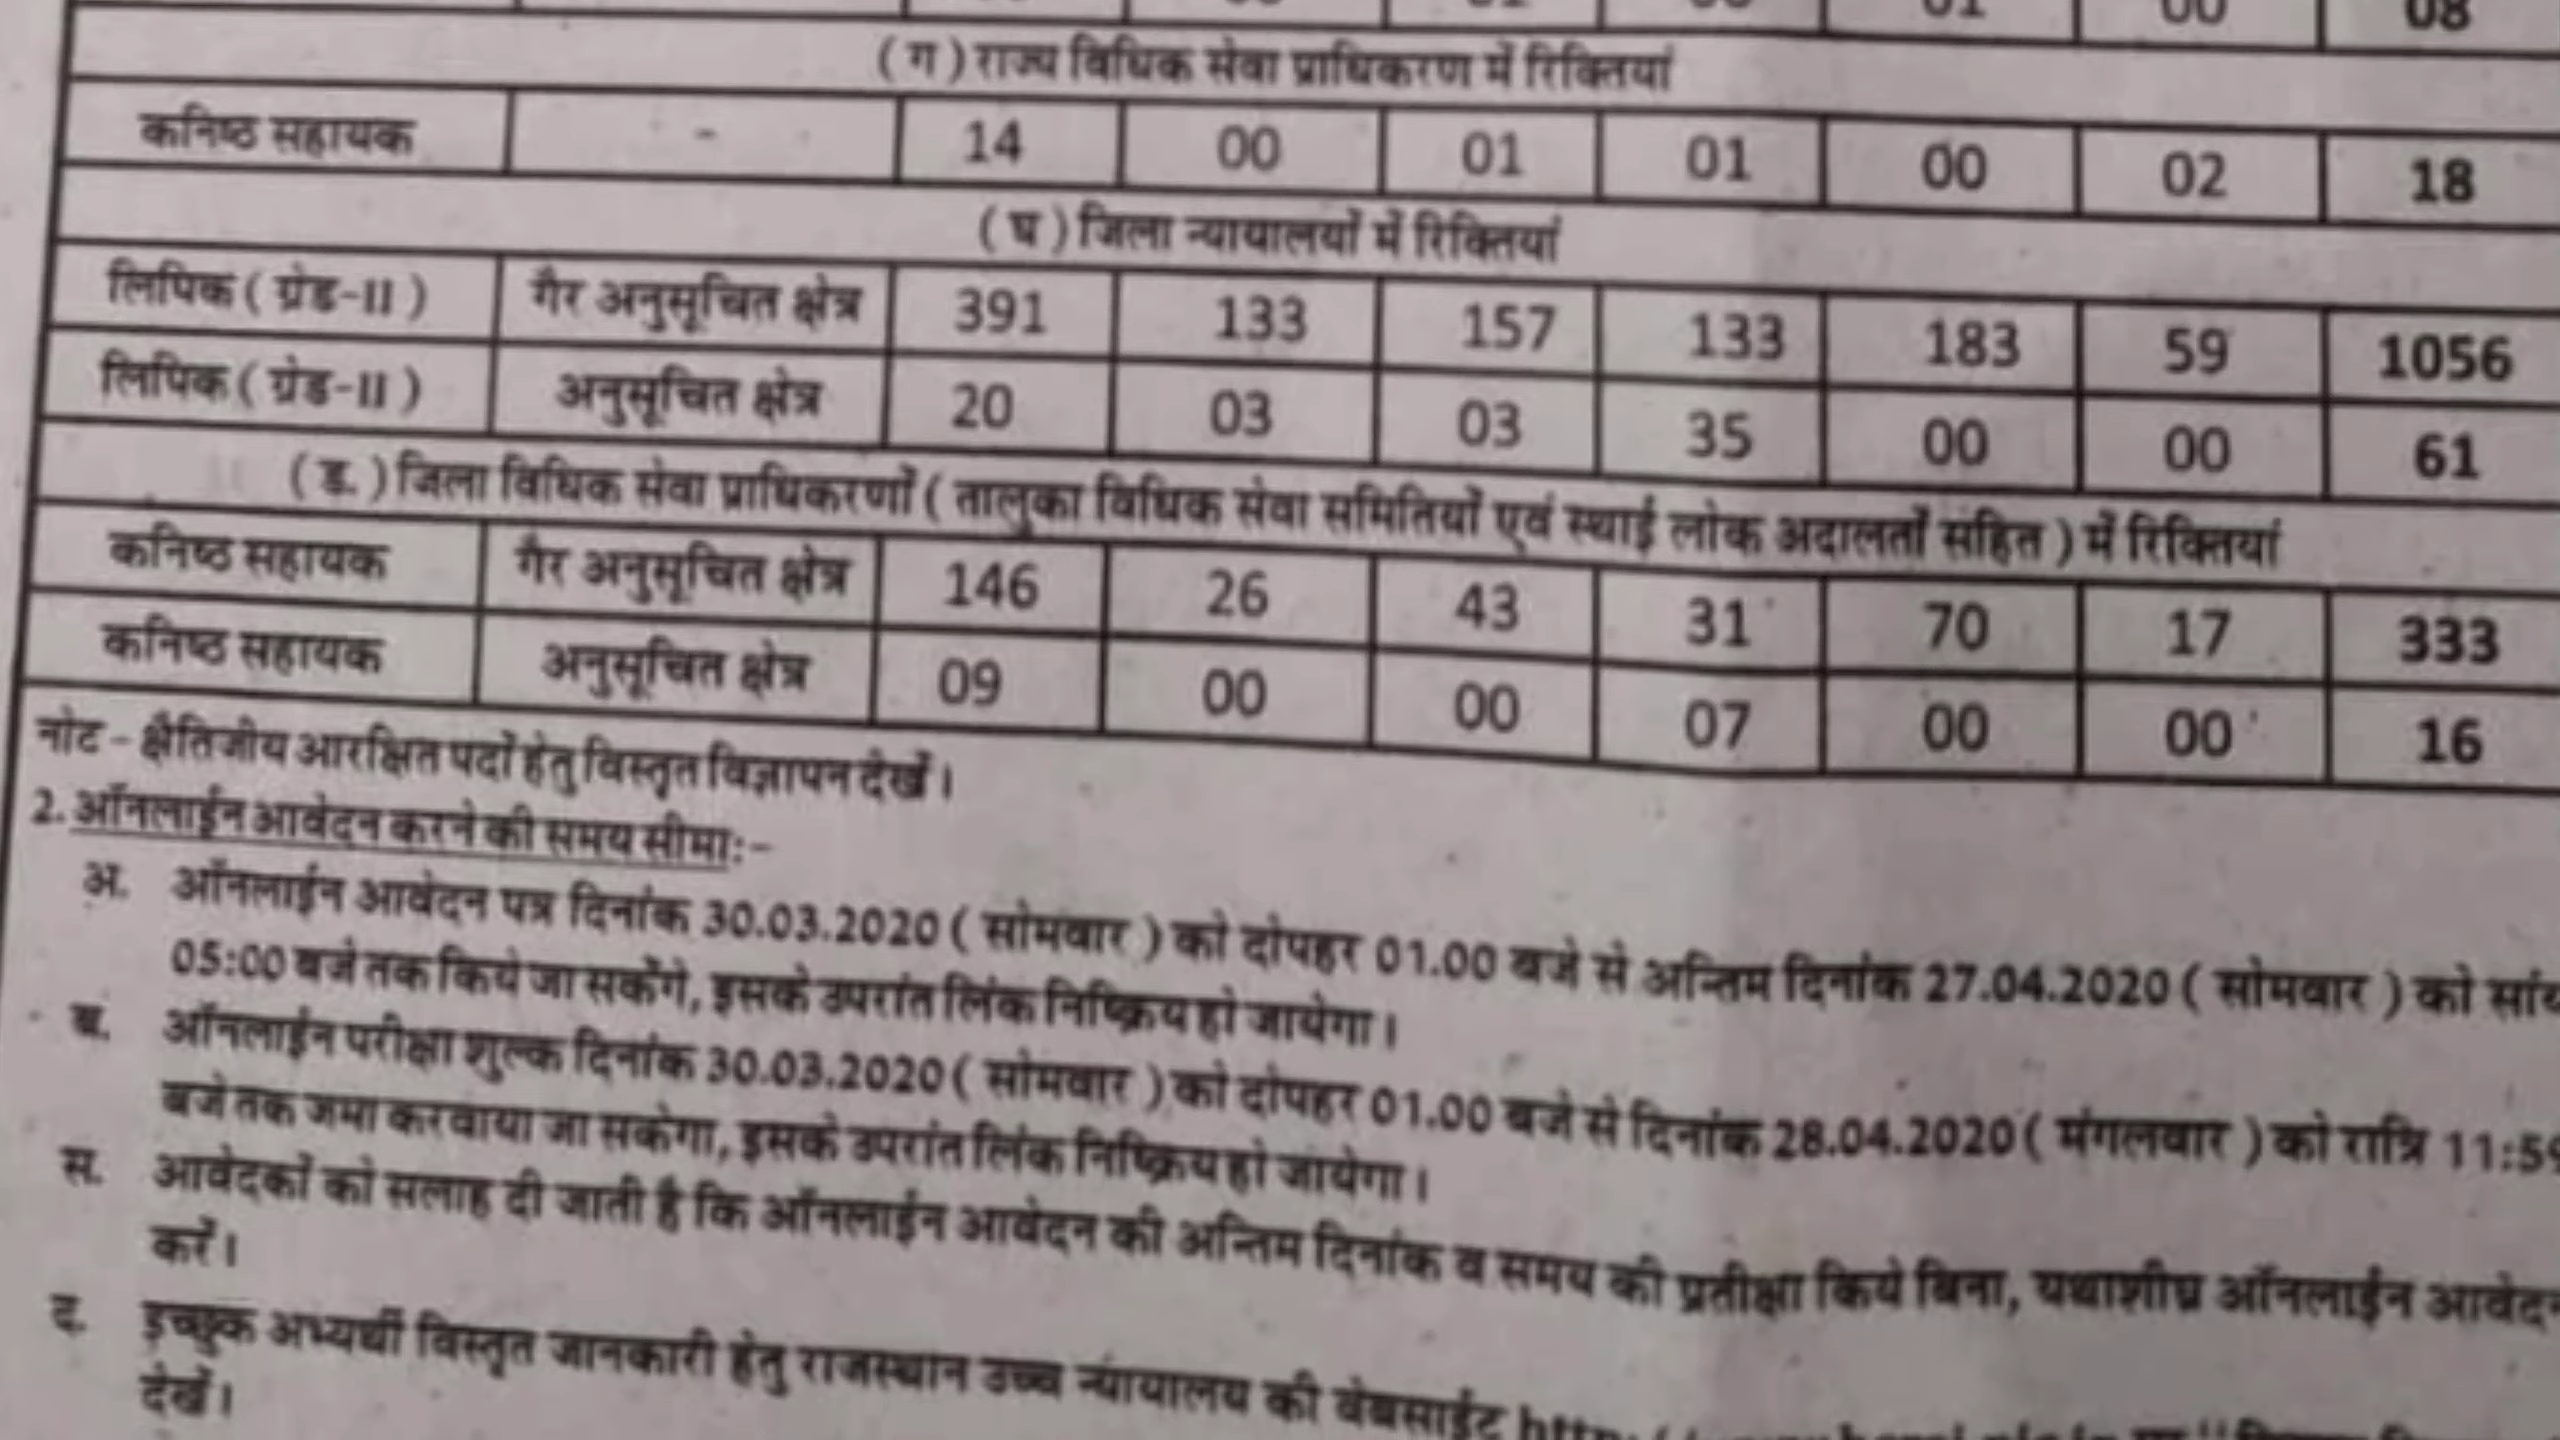 01 00 08
( ग ) राज्य विधिक सेवा प्राधिकरण में रिक्तियां
कनिष्ठ सहायक - 14 00 01 01 00 02 18
( घ ) जिला न्यायालयों में रिक्तियां
लिपिक ( ग्रेड-II ) गैर अनुसूचित क्षेत्र 391 133 157 133 183 59 1056
लिपिक ( ग्रेड-II ) अनुसूचित क्षेत्र 20 03 03 35 00 00 61
( ड. ) जिला विधिक सेवा प्राधिकरणों ( तालुका विधिक सेवा समितियों एवं स्थाई लोक अदालतों सहित ) में रिक्तियां
कनिष्ठ सहायक गैर अनुसूचित क्षेत्र 146 26 43 31 70 17 333
कनिष्ठ सहायक अनुसूचित क्षेत्र 09 00 00 07 00 00 16
नोट - क्षैतिजीय आरक्षित पदों हेतु विस्तृत विज्ञापन देखें।
2. ऑनलाईन आवेदन करने की समय सीमा:-
अ. ऑनलाईन आवेदन पत्र दिनांक 30.03.2020 ( सोमवार ) को दोपहर 01.00 बजे से अन्तिम दिनांक 27.04.2020 ( सोमवार ) को सांय
05:00 बजे तक किये जा सकेंगे, इसके उपरांत लिंक निष्क्रिय हो जायेगा।
ब. ऑनलाईन परीक्षा शुल्क दिनांक 30.03.2020 ( सोमवार ) को दोपहर 01.00 बजे से दिनांक 28.04.2020 ( मंगलवार ) को रात्रि 11:59
बजे तक जमा करवाया जा सकेगा, इसके उपरांत लिंक निष्क्रिय हो जायेगा।
स. आवेदकों को सलाह दी जाती है कि ऑनलाईन आवेदन की अन्तिम दिनांक व समय की प्रतीक्षा किये बिना, यथाशीघ्र ऑनलाईन आवेदन
करें।
द. इच्छुक अभ्यर्थी विस्तृत जानकारी हेतु राजस्थान उच्च न्यायालय की वेबसाईट
देखें।